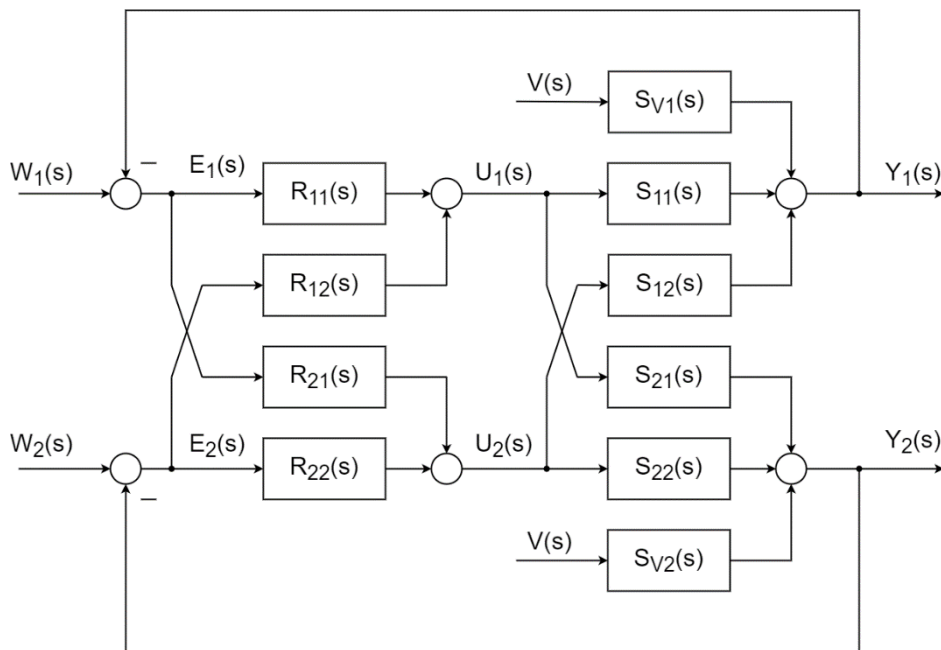 V(s)
S_V1(s)
W_1(s)
–
E_1(s)
R_11(s)
U_1(s)
S_11(s)
Y_1(s)
R_12(s)
S_12(s)
R_21(s)
S_21(s)
W_2(s)
E_2(s)
R_22(s)
U_2(s)
S_22(s)
Y_2(s)
–
V(s)
S_V2(s)